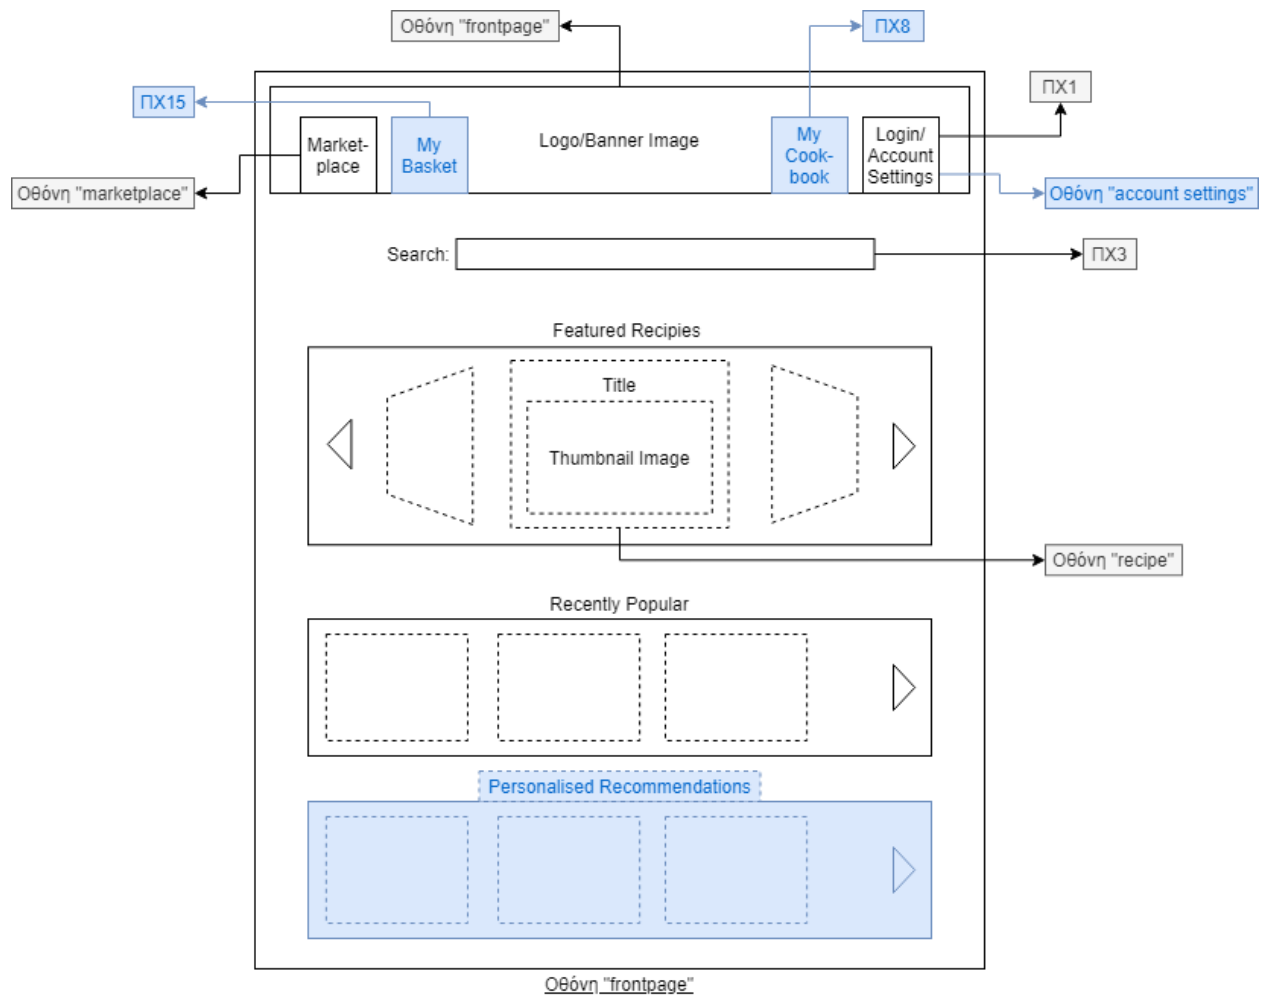 Οθόνη "frontpage"
ΠΧ8
ΠΧ15
ΠΧ1
Market-
place
My
Basket
Logo/Banner Image
My
Cook-
book
Login/
Account
Settings
Οθόνη "marketplace"
Οθόνη "account settings"
Search:
ΠΧ3
Featured Recipies
Title
Thumbnail Image
Οθόνη "recipe"
Recently Popular
Personalised Recommendations
Οθόνη "frontpage"